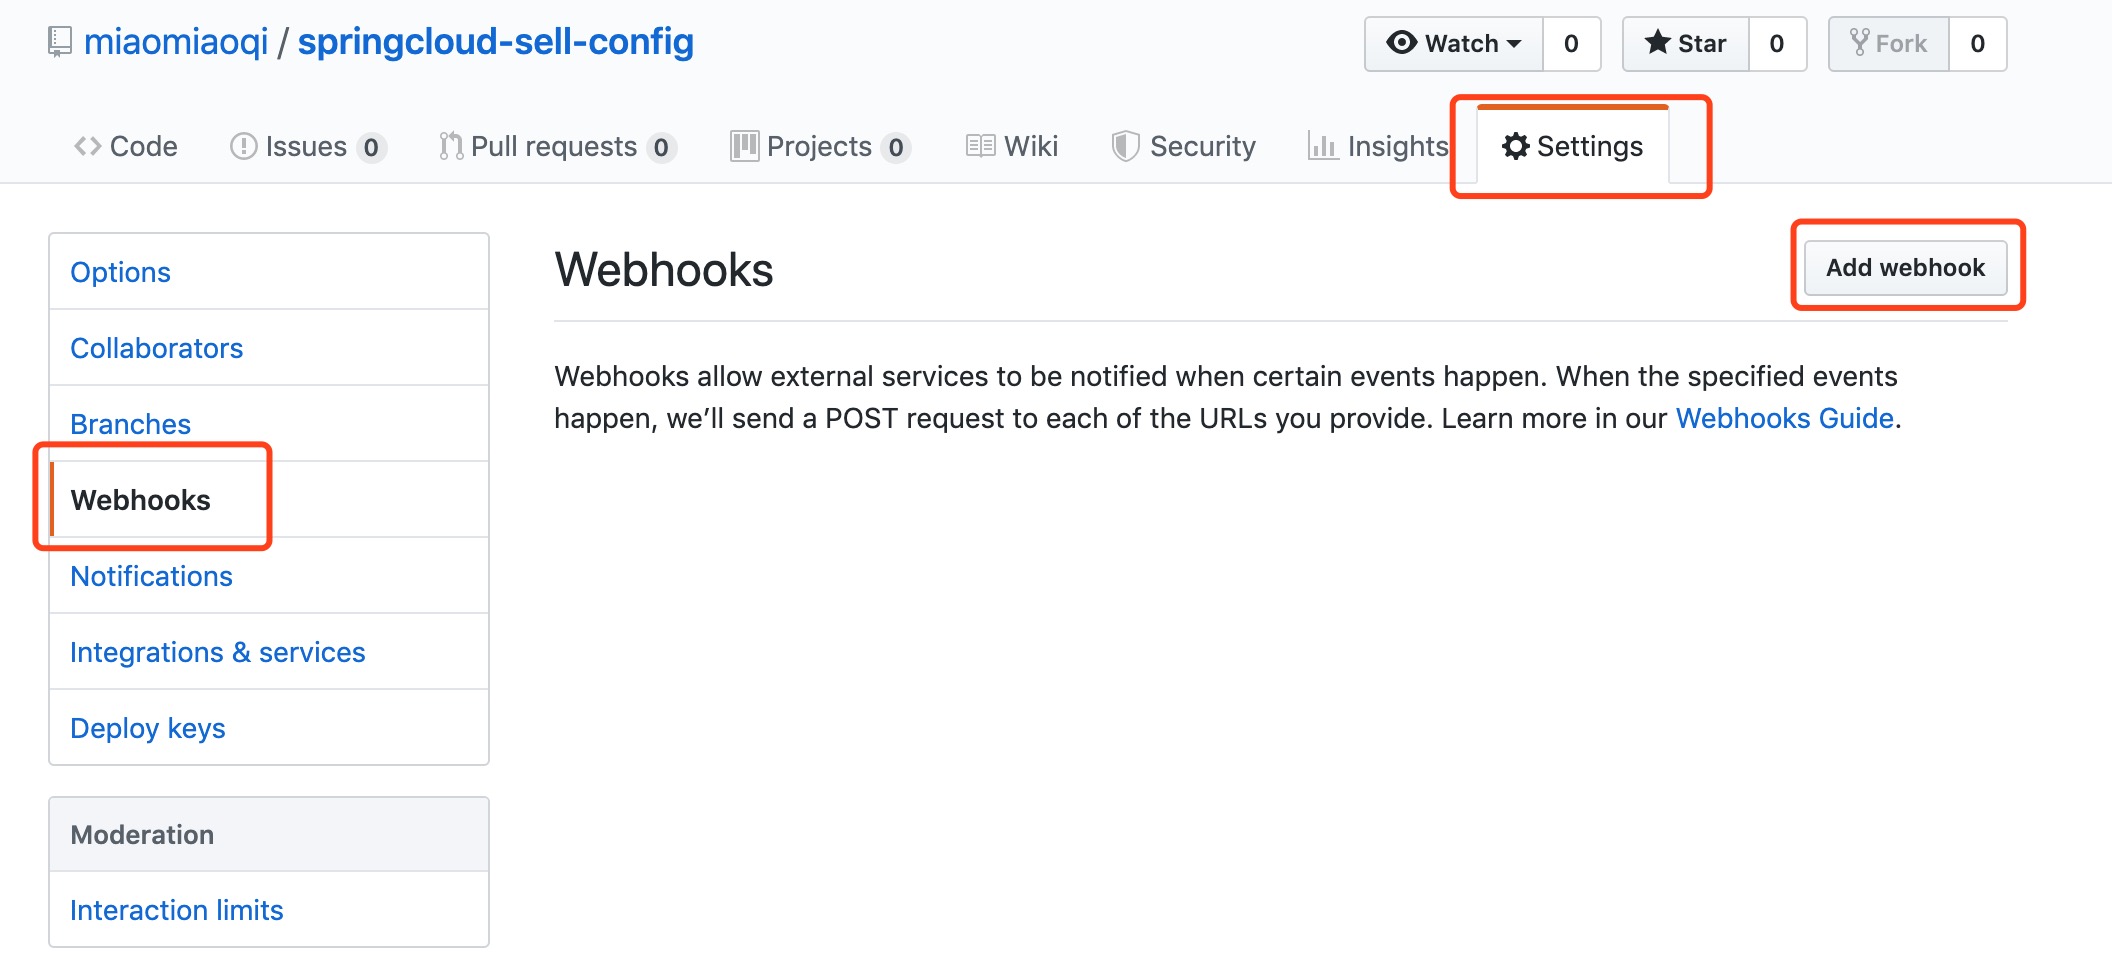 miaomiaoqi / springcloud-sell-config
Watch 0 Star 0 Fork 0
Code Issues 0 Pull requests 0 Projects 0 Wiki Security Insights Settings
Options
Collaborators
Branches
Webhooks
Notifications
Integrations & services
Deploy keys
Moderation
Interaction limits
Webhooks
Add webhook
Webhooks allow external services to be notified when certain events happen. When the specified events
happen, we’ll send a POST request to each of the URLs you provide. Learn more in our Webhooks Guide.